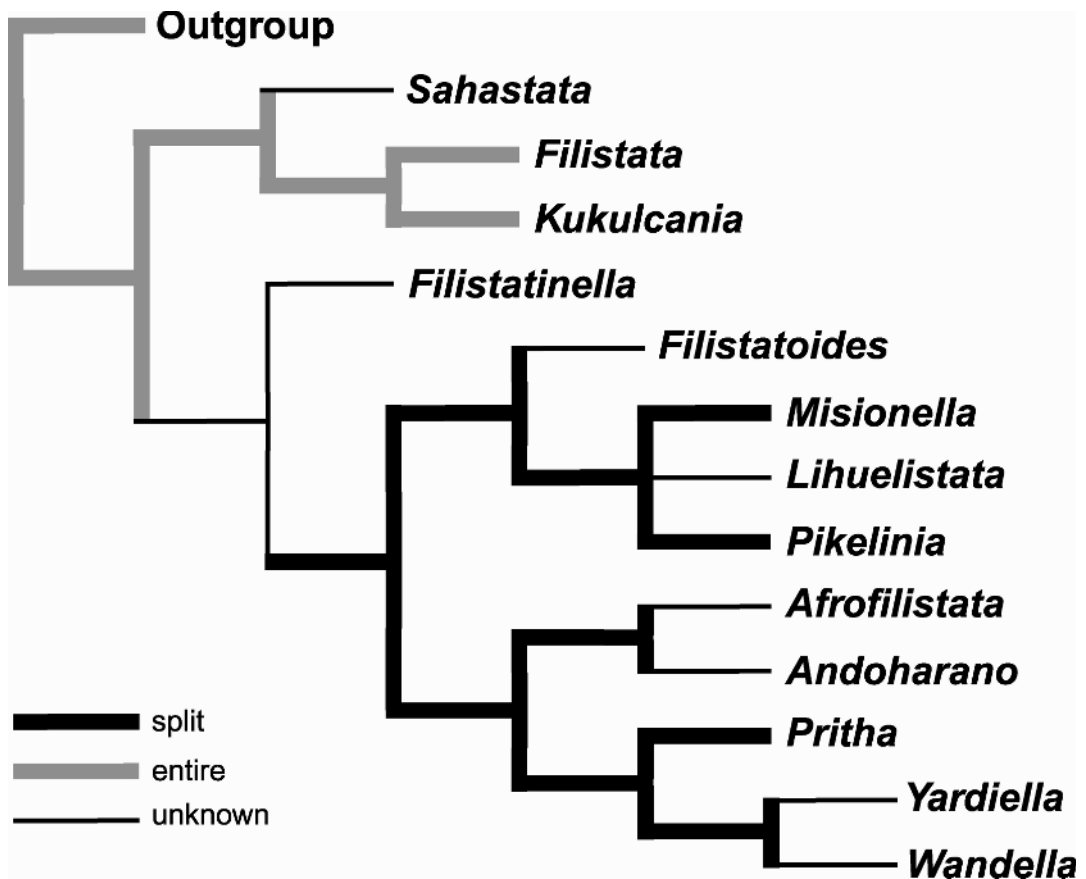 Outgroup
Sahastata
Filistata
Kukulcania
Filistatinella
Filistatoides
Misionella
Lihuelistata
Pikelinia
Afrofilistata
Andoharano
Pritha
Yardiella
Wandella
split
entire
unknown